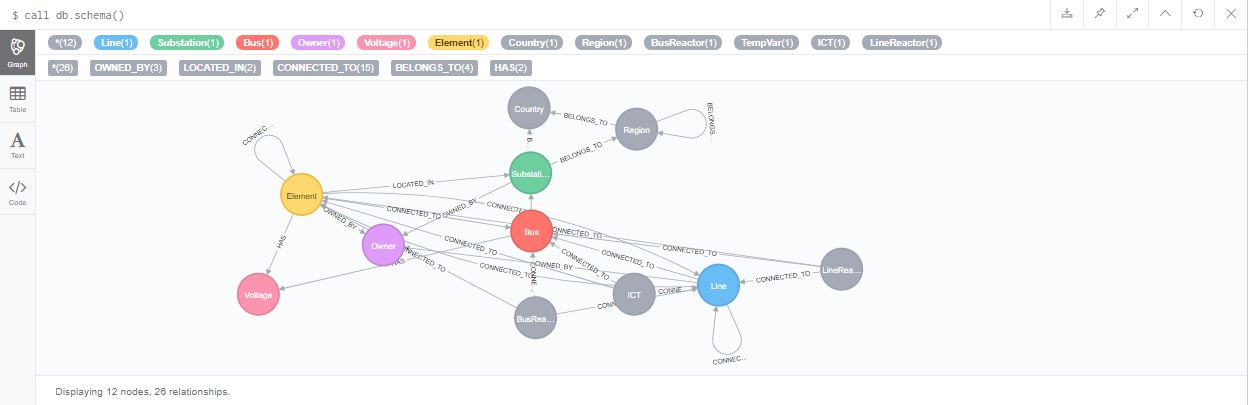 $ call db.schema()
*(12) Line(1) Substation(1) Bus(1) Owner(1) Voltage(1) Element(1) Country(1) Region(1) BusReactor(1) TempVar(1) ICT(1) LineReactor(1)
*(26) OWNED_BY(3) LOCATED_IN(2) CONNECTED_TO(15) BELONGS_TO(4) HAS(2)
Graph
Table
A
Text
</>
Code
Country
BELONGS_TO
Region
BELONGS...
CONNEC...
B...
BELONGS_TO
Substati...
LOCATED_IN
Element
OWNED_BY
CONNECTED_TO
OWNED_BY
CONNECTED
Bus
CONNECTED_TO
Owner
HAS
HAS
CONNECTED_TO
CONNECTED_TO
CONNECTED_TO
CONNECTED_TO
CONNECTED_TO
OWNED_BY
CONNECTED_TO
CONNE...
LineRea...
CONNECTED_TO
Voltage
ICT
CONNE
Line
CONN
BusRea...
CONNEC...
Displaying 12 nodes, 26 relationships.